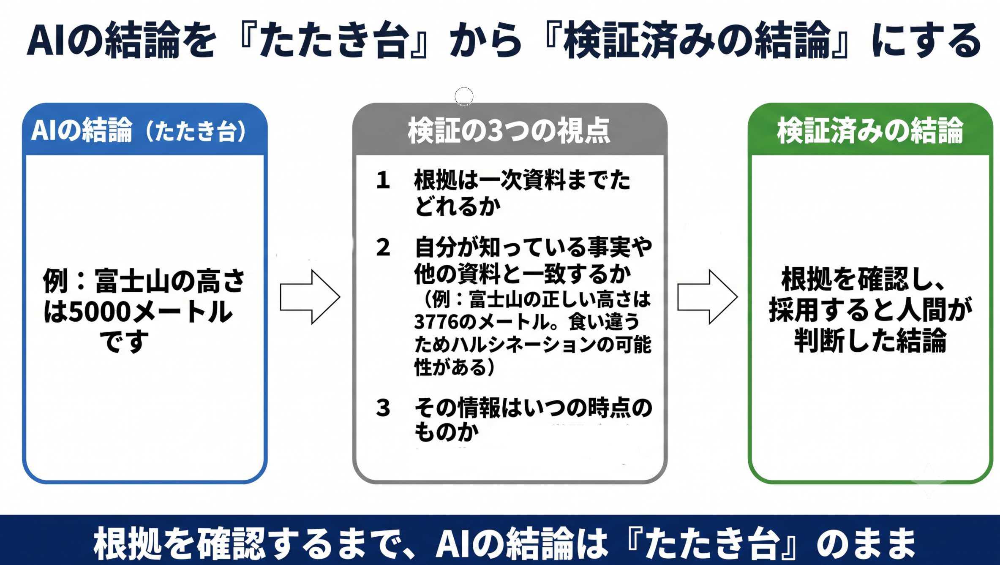 AIの結論を『たたき台』から『検証済みの結論』にする
AIの結論（たたき台）
例：富士山の高さ
は5000メートル
です
検証の3つの視点
1 根拠は一次資料までた
どれるか
2 自分が知っている事実や
他の資料と一致するか
（例：富士山の正しい高さは
3776のメートル。食い違う
ためハルシネーションの可能
性がある）
3 その情報はいつの時点の
ものか
検証済みの結論
根拠を確認し、
採用すると人間が
判断した結論
根拠を確認するまで、AIの結論は『たたき台』のまま